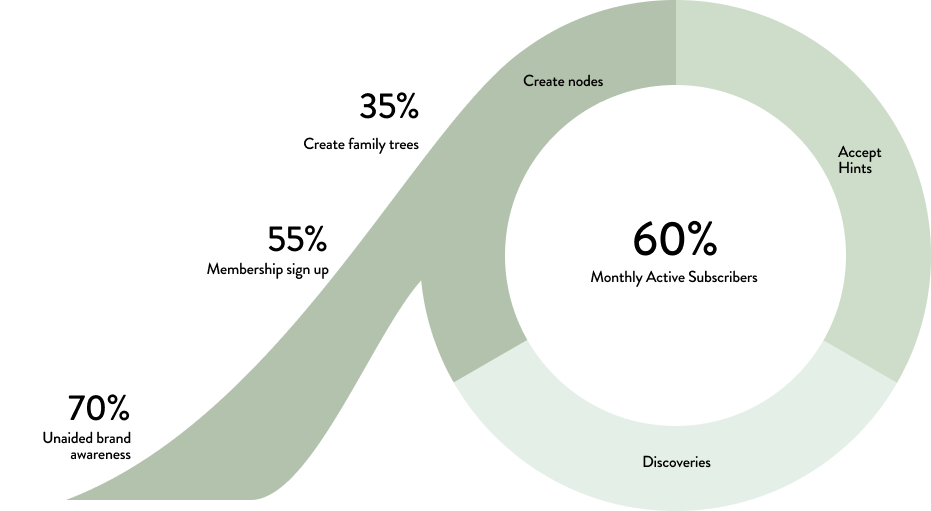 Create nodes
35%
Create family trees
Accept
Hints
55%
Membership sign up
60%
Monthly Active Subscribers
70%
Unaided brand
awareness
Discoveries